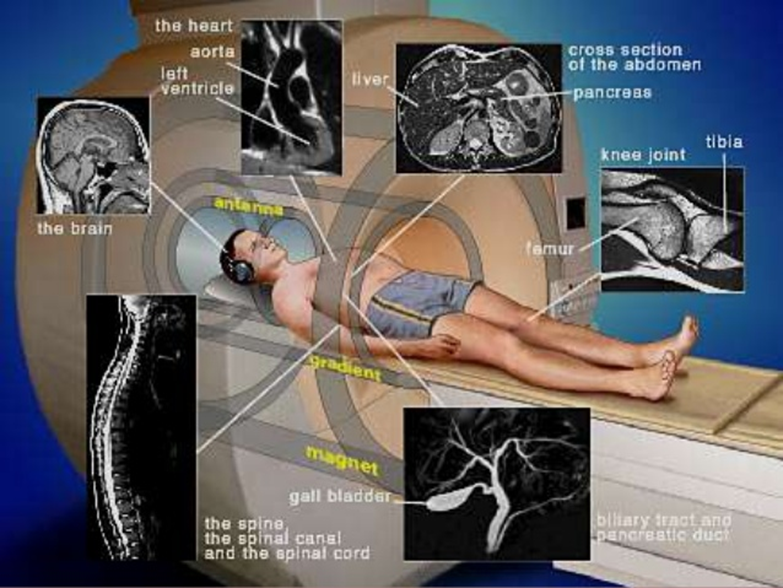 the heart
aorta
left
ventricle
liver
cross section
of the abdomen
pancreas
knee joint
tibia
the brain
antenna
femur
gradient
magnet
gall bladder
the spine,
the spinal canal
and the spinal cord
biliary tract and
pancreatic duct